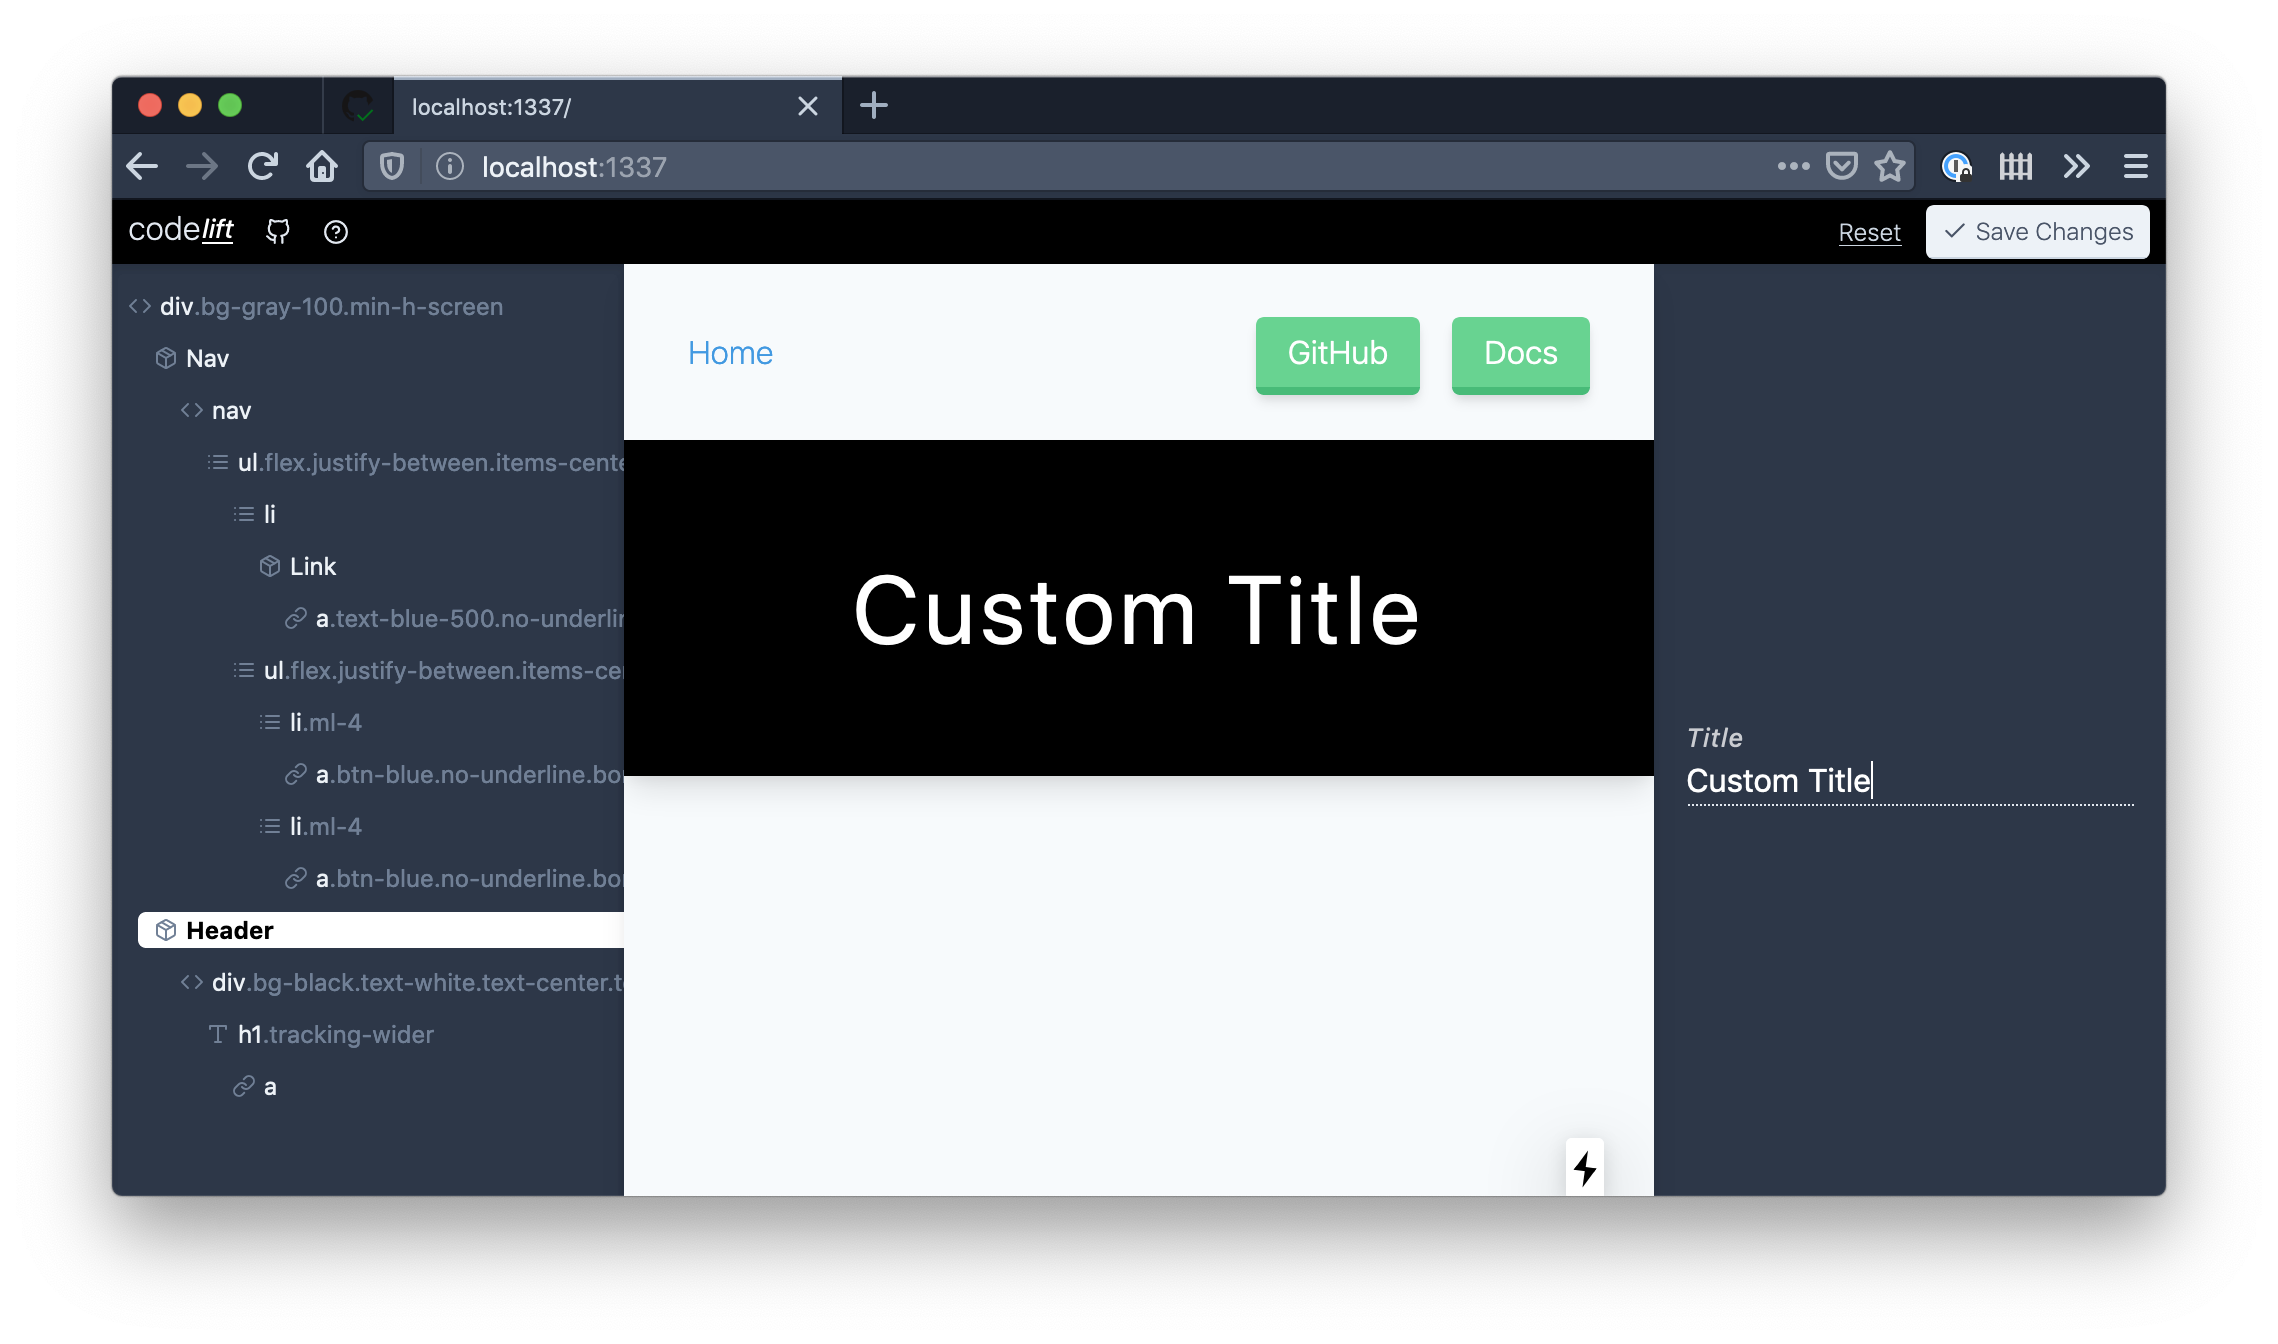 localhost:1337/
localhost:1337
codelift
Reset
Save Changes
div.bg-gray-100.min-h-screen
Nav
nav
ul.flex.justify-between.items-cente
li
Link
a.text-blue-500.no-underlin
ul.flex.justify-between.items-ce
li.ml-4
a.btn-blue.no-underline.bo
li.ml-4
a.btn-blue.no-underline.bo
Header
div.bg-black.text-white.text-center.t
h1.tracking-wider
a
Home
GitHub
Docs
Custom Title
Title
Custom Title